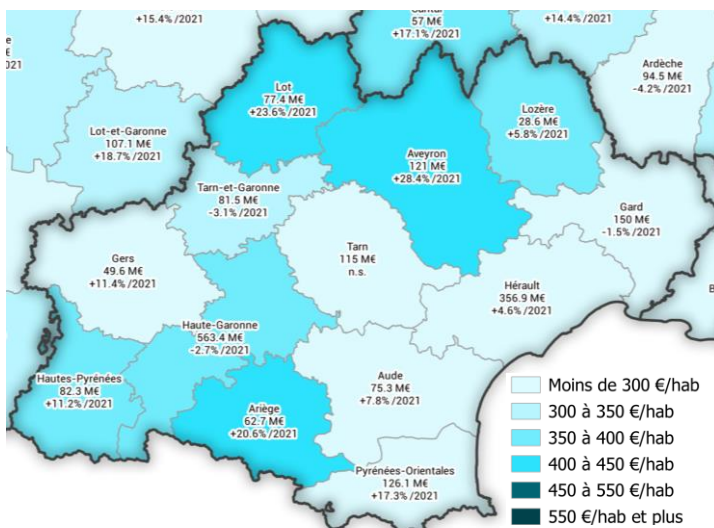 +15.4% /2021
Cantal
57 M€
+17.1% /2021
+14.4% /2021
Ardèche
94.5 M€
-4.2% /2021
e
/2021
Lot
77.4 M€
+23.6% /2021
Lozère
28.6 M€
+5.8% /2021
Lot-et-Garonne
107.1 M€
+18.7% /2021
Aveyron
121 M€
+28.4% /2021
Tarn-et-Garonne
81.5 M€
-3.1% /2021
Gard
150 M€
-1.5% /2021
Gers
49.6 M€
+11.4% /2021
Tarn
115 M€
n.s.
Hérault
356.9 M€
+4.6% /2021
B
Haute-Garonne
563.4 M€
-2.7% /2021
Hautes-Pyrénées
82.3 M€
+11.2% /2021
Aude
75.3 M€
+7.8% /2021
Ariège
62.7 M€
+20.6% /2021
Pyrénées-Orientales
126.1 M€
+17.3% /2021
Moins de 300 €/hab
300 à 350 €/hab
350 à 400 €/hab
400 à 450 €/hab
450 à 550 €/hab
550 €/hab et plus